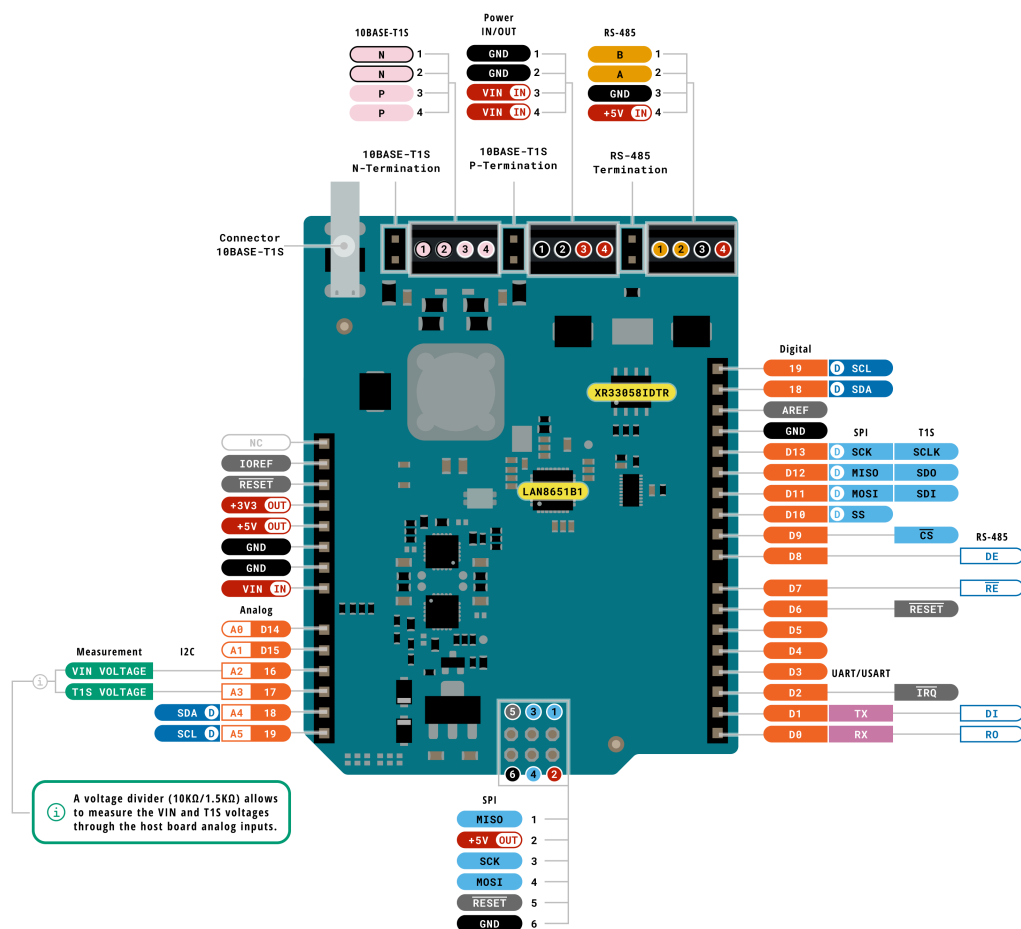 10BASE-T1S
N 1
N 2
P 3
P 4
Power
IN/OUT
GND 1
GND 2
VIN IN 3
VIN IN 4
RS-485
B 1
A 2
GND 3
+5V IN 4
10BASE-T1S
N-Termination
10BASE-T1S
P-Termination
RS-485
Termination
Connector
10BASE-T1S
1 2 3 4
1 2 3 4
1 2 3 4
XR33058IDTR
LAN8651B1
NC
IOREF
RESET
+3V3 OUT
+5V OUT
GND
GND
VIN IN
Analog
A0 D14
A1 D15
Measurement I2C
VIN VOLTAGE A2 16
T1S VOLTAGE A3 17
SDA D A4 18
SCL D A5 19
i
i
A voltage divider (10KΩ/1.5KΩ) allows
to measure the VIN and T1S voltages
through the host board analog inputs.
Digital
19 D SCL
18 D SDA
AREF
GND SPI T1S
D13 D SCK SCLK
D12 D MISO SDO
D11 D MOSI SDI
D10 D SS
D9 CS RS-485
D8 DE
D7 RE
D6 RESET
D5
D4
D3 UART/USART
D2 IRQ
D1 TX DI
D0 RX RO
5 3 1
6 4 2
SPI
MISO 1
+5V OUT 2
SCK 3
MOSI 4
RESET 5
GND 6